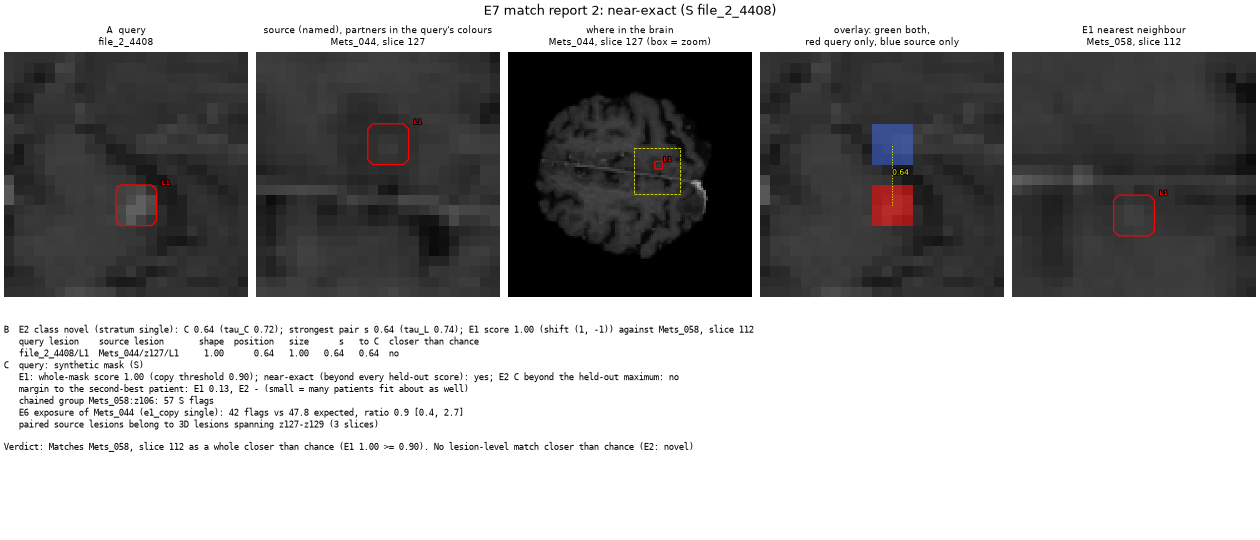 E7 match report 2: near-exact (S file_2_4408)
A query
file_2_4408
source (named), partners in the query's colours
Mets_044, slice 127
where in the brain
Mets_044, slice 127 (box = zoom)
overlay: green both,
red query only, blue source only
E1 nearest neighbour
Mets_058, slice 112
L1
L1
L1
0.64
L1
B E2 class novel (stratum single): C 0.64 (tau_C 0.72); strongest pair s 0.64 (tau_L 0.74); E1 score 1.00 (shift (1, -1)) against Mets_058, slice 112
query lesion source lesion shape position size s to C closer than chance
file_2_4408/L1 Mets_044/z127/L1 1.00 0.64 1.00 0.64 0.64 no
C query: synthetic mask (S)
E1: whole-mask score 1.00 (copy threshold 0.90); near-exact (beyond every held-out score): yes; E2 C beyond the held-out maximum: no
margin to the second-best patient: E1 0.13, E2 - (small = many patients fit about as well)
chained group Mets_058:z106: 57 S flags
E6 exposure of Mets_044 (e1_copy single): 42 flags vs 47.8 expected, ratio 0.9 [0.4, 2.7]
paired source lesions belong to 3D lesions spanning z127-z129 (3 slices)
Verdict: Matches Mets_058, slice 112 as a whole closer than chance (E1 1.00 >= 0.90). No lesion-level match closer than chance (E2: novel)